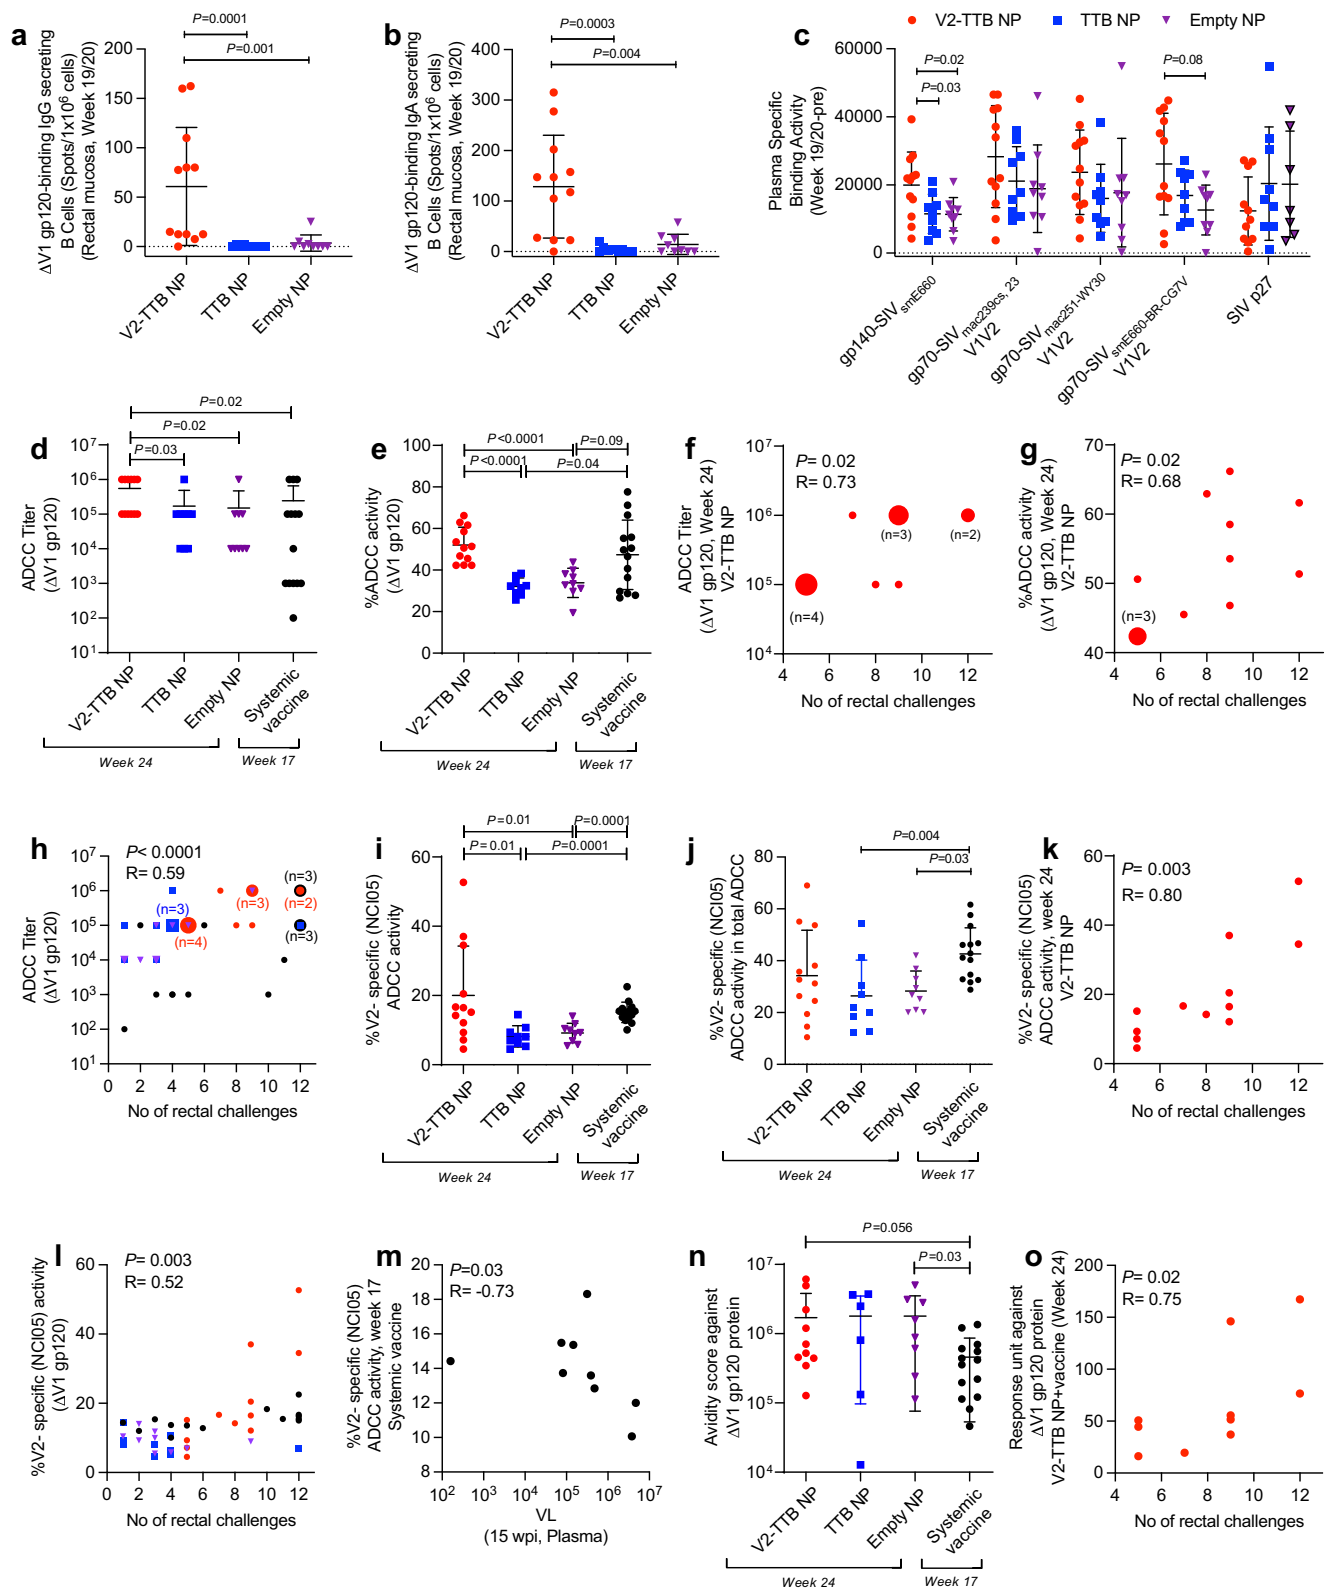 a
P=0.0001
P=0.001
ΔV1 gp120-binding IgG secreting
B Cells (Spots/1x10⁶ cells)
(Rectal mucosa, Week 19/20)
200
150
100
50
0
V2-TTB NP
TTB NP
Empty NP
b
P=0.0003
P=0.004
ΔV1 gp120-binding IgA secreting
B Cells (Spots/1x10⁶ cells)
(Rectal mucosa, Week 19/20)
400
300
200
100
0
V2-TTB NP
TTB NP
Empty NP
V2-TTB NP
TTB NP
Empty NP
c
P=0.02
P=0.03
P=0.08
Plasma Specific
Binding Activity
(Week 19/20-pre)
60000
40000
20000
0
gp140-SIV smE660
gp70-SIV mac239cs, 23
V1V2
gp70-SIV mac251-WY30
V1V2
gp70-SIV smE660-BR-CG7V
V1V2
SIV p27
d
P=0.02
P=0.02
P=0.03
ADCC Titer
(ΔV1 gp120)
10⁷
10⁶
10⁵
10⁴
10³
10²
10¹
V2-TTB NP
TTB NP
Empty NP
Systemic
vaccine
Week 24
Week 17
e
P<0.0001
P=0.09
P<0.0001
P=0.04
%ADCC activity
(ΔV1 gp120)
100
80
60
40
20
0
V2-TTB NP
TTB NP
Empty NP
Systemic
vaccine
Week 24
Week 17
f
P= 0.02
R= 0.73
ADCC Titer
(ΔV1 gp120, Week 24)
V2-TTB NP
10⁷
10⁶
10⁵
10⁴
(n=3)
(n=2)
(n=4)
4 6 8 10 12 14
No of rectal challenges
g
P= 0.02
R= 0.68
%ADCC activity
(ΔV1 gp120, Week 24)
V2-TTB NP
70
60
50
40
(n=3)
4 6 8 10 12 14
No of rectal challenges
h
P< 0.0001
R= 0.59
ADCC Titer
(ΔV1 gp120)
10⁷
10⁶
10⁵
10⁴
10³
10²
10¹
(n=3)
(n=3)
(n=3)
(n=2)
(n=4)
(n=3)
0 2 4 6 8 10 12
No of rectal challenges
i
P=0.01
P=0.0001
P=0.01
P=0.0001
%V2- specific (NCI05)
ADCC activity
60
40
20
0
V2-TTB NP
TTB NP
Empty NP
Systemic
vaccine
Week 24
Week 17
j
P=0.004
P=0.03
%V2- specific (NCI05)
ADCC activity in total ADCC
80
60
40
20
0
V2-TTB NP
TTB NP
Empty NP
Systemic
vaccine
Week 24
Week 17
k
P= 0.003
R= 0.80
%V2- specific (NCI05)
ADCC activity, week 24
V2-TTB NP
60
40
20
0
4 6 8 10 12 14
No of rectal challenges
l
P= 0.003
R= 0.52
%V2- specific (NCI05) activity
(ΔV1 gp120)
60
40
20
0
0 1 2 3 4 5 6 7 8 9 10 11 12 13
No of rectal challenges
m
P=0.03
R= -0.73
%V2- specific (NCI05)
ADCC activity, week 17
Systemic vaccine
20
18
16
14
12
10
8
10² 10³ 10⁴ 10⁵ 10⁶ 10⁷
VL
(15 wpi, Plasma)
n
P=0.056
P=0.03
Avidity score against
ΔV1 gp120 protein
10⁷
10⁶
10⁵
10⁴
V2-TTB NP
TTB NP
Empty NP
Systemic
vaccine
Week 24
Week 17
o
P= 0.02
R= 0.75
Response unit against
ΔV1 gp120 protein
V2-TTB NP+vaccine (Week 24)
200
150
100
50
0
4 6 8 10 12 14
No of rectal challenges